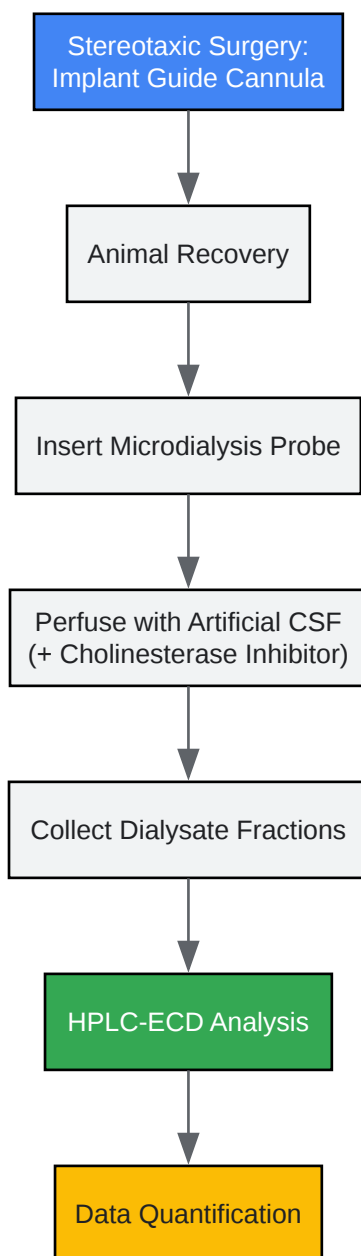 Stereotaxic Surgery:
Implant Guide Cannula
Animal Recovery
Insert Microdialysis Probe
Perfuse with Artificial CSF
(+ Cholinesterase Inhibitor)
Collect Dialysate Fractions
HPLC-ECD Analysis
Data Quantification